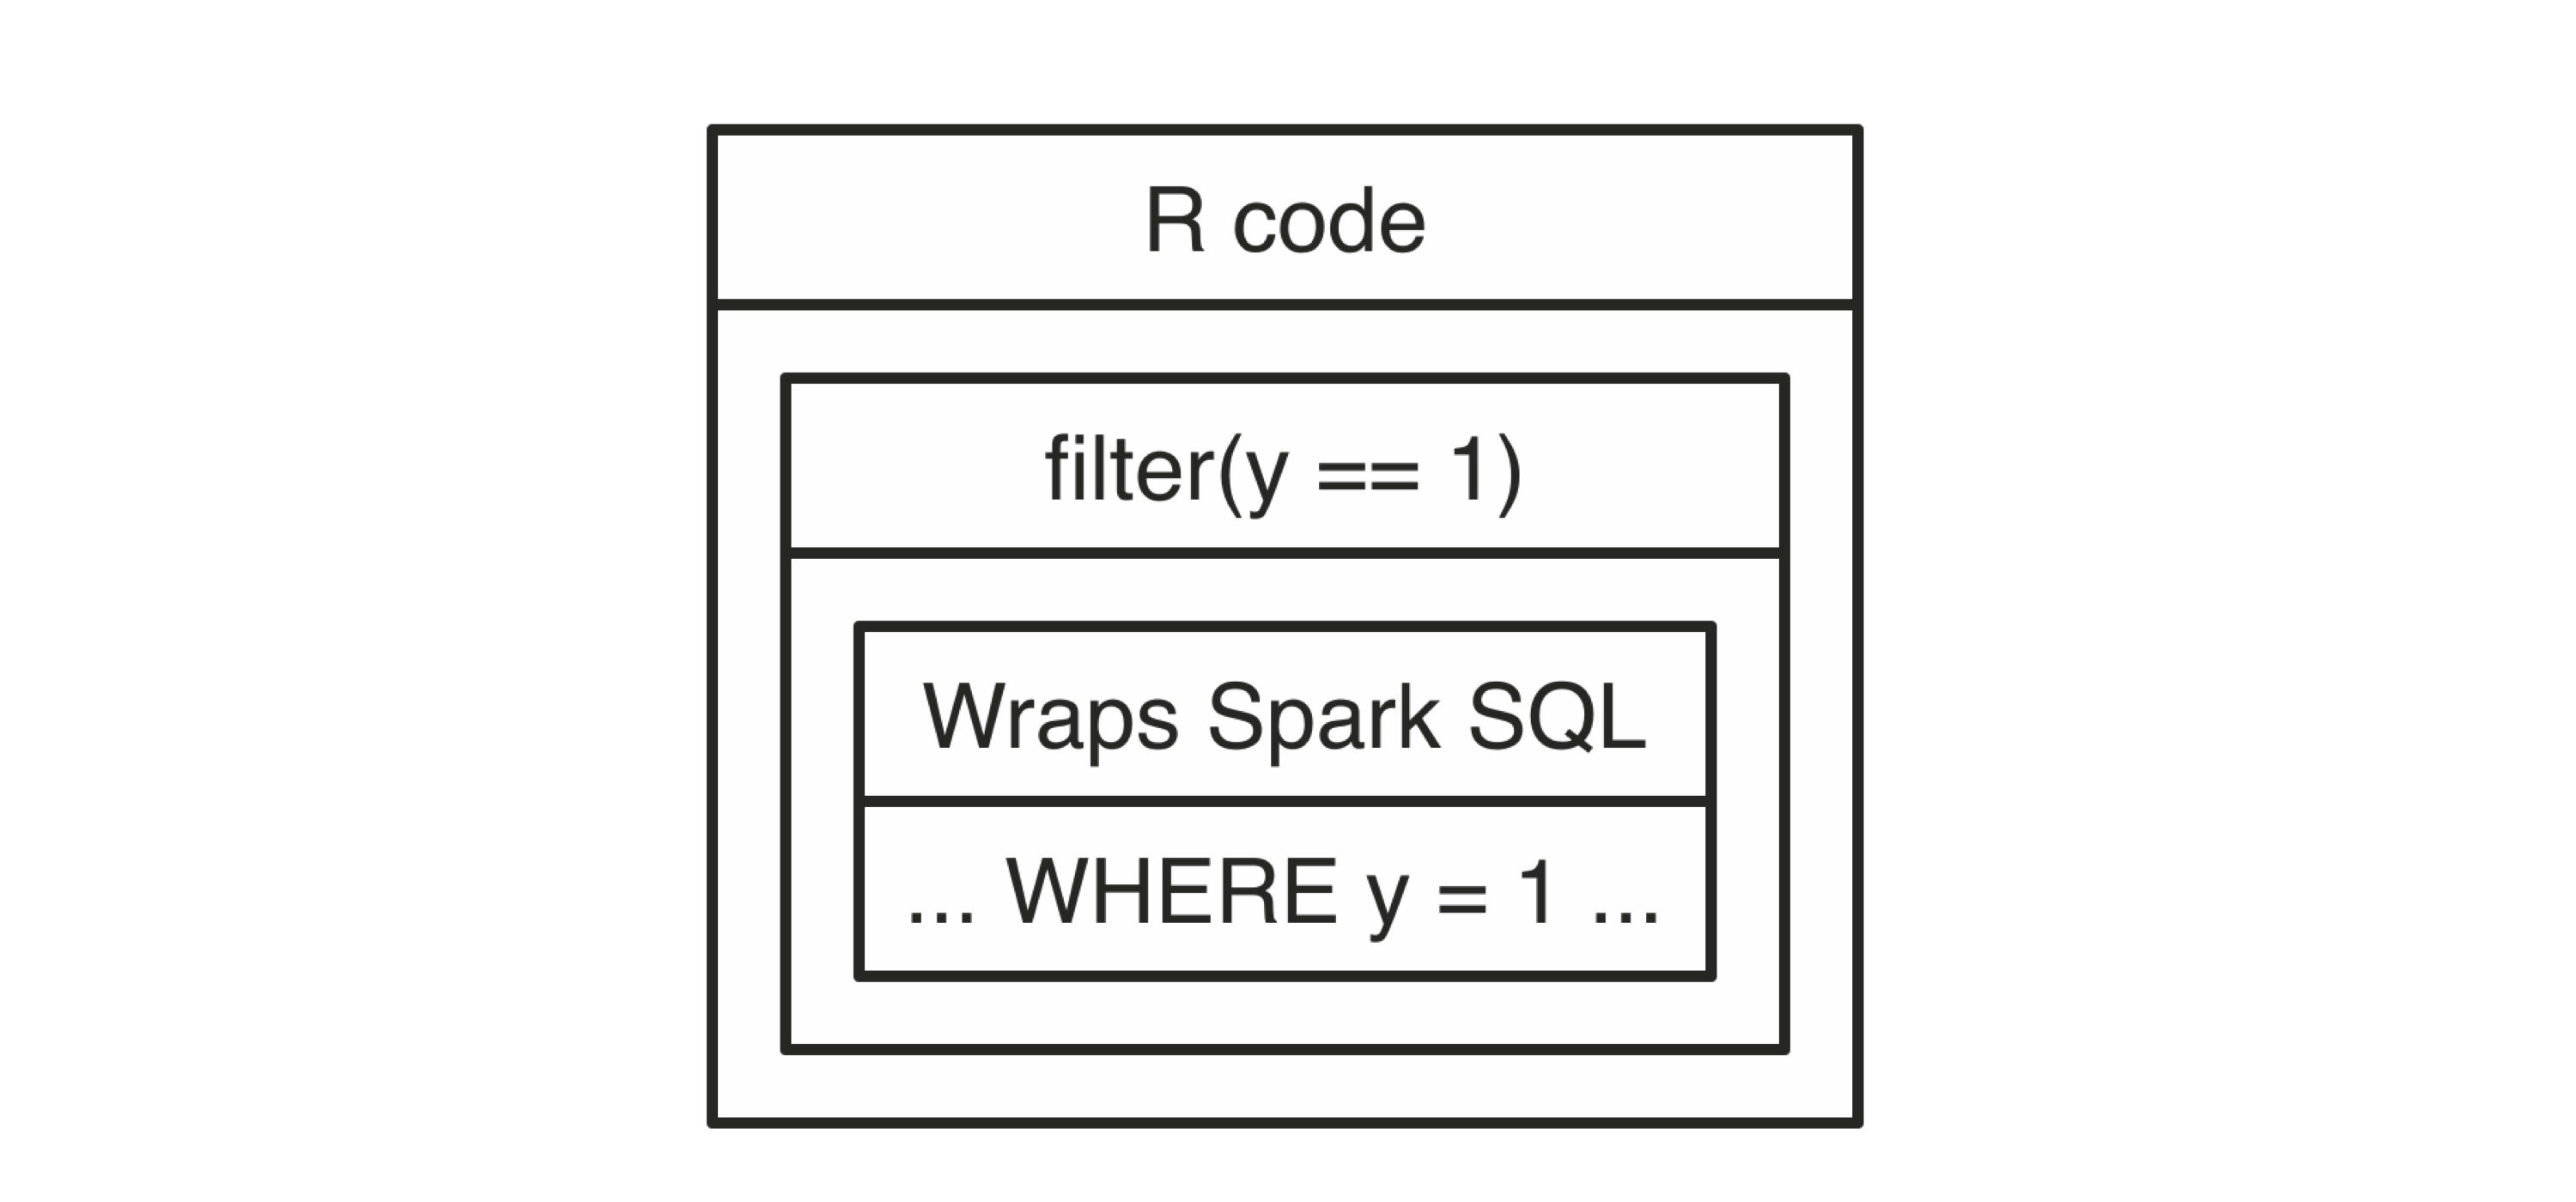 R code
filter(y == 1)
Wraps Spark SQL
... WHERE y = 1 ...